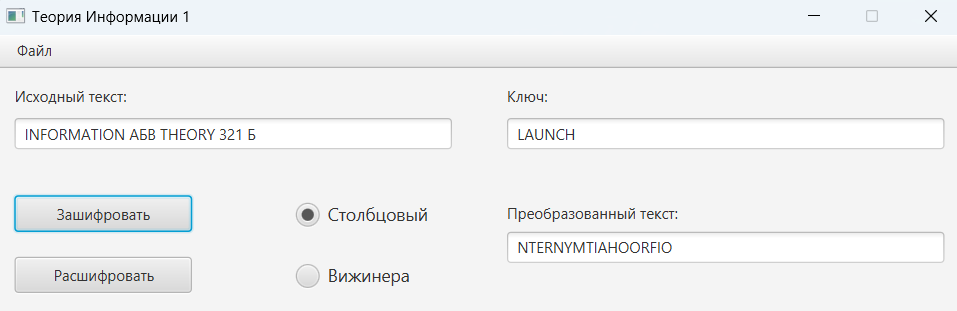 Теория Информации 1
Файл
Исходный текст:
INFORMATION АБВ THEORY 321 Б
Ключ:
LAUNCH
Зашифровать
Столбцовый
Преобразованный текст:
NTERNYMTIAHOORFIO
Расшифровать
Вижинера